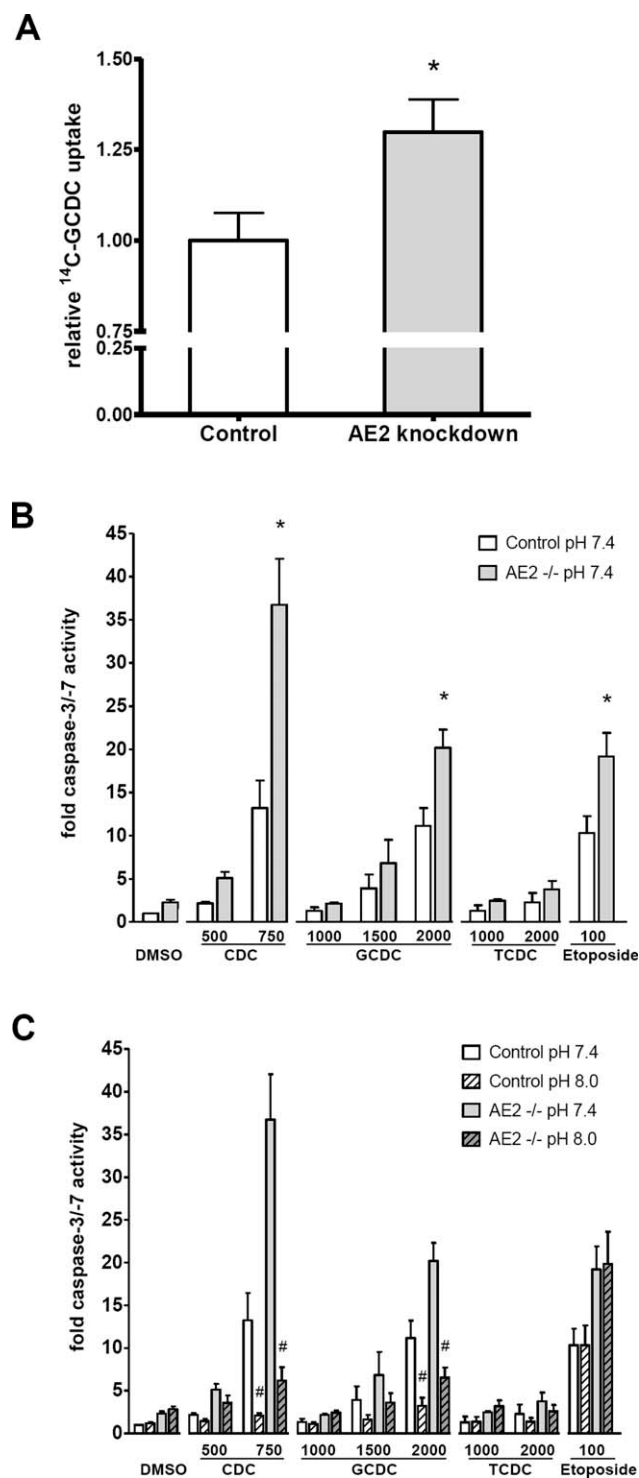 A
relative ¹⁴C-GCDC uptake
1.50
1.25
1.00
0.75
0.25
0.00
*
Control
AE2 knockdown
B
fold caspase-3/-7 activity
45
40
35
30
25
20
15
10
5
0
Control pH 7.4
AE2 -/- pH 7.4
*
*
*
500 750 1000 1500 2000 1000 2000 100
DMSO CDC GCDC TCDC Etoposide
C
fold caspase-3/-7 activity
45
40
35
30
25
20
15
10
5
0
Control pH 7.4
Control pH 8.0
AE2 -/- pH 7.4
AE2 -/- pH 8.0
#
#
#
#
500 750 1000 1500 2000 1000 2000 100
DMSO CDC GCDC TCDC Etoposide